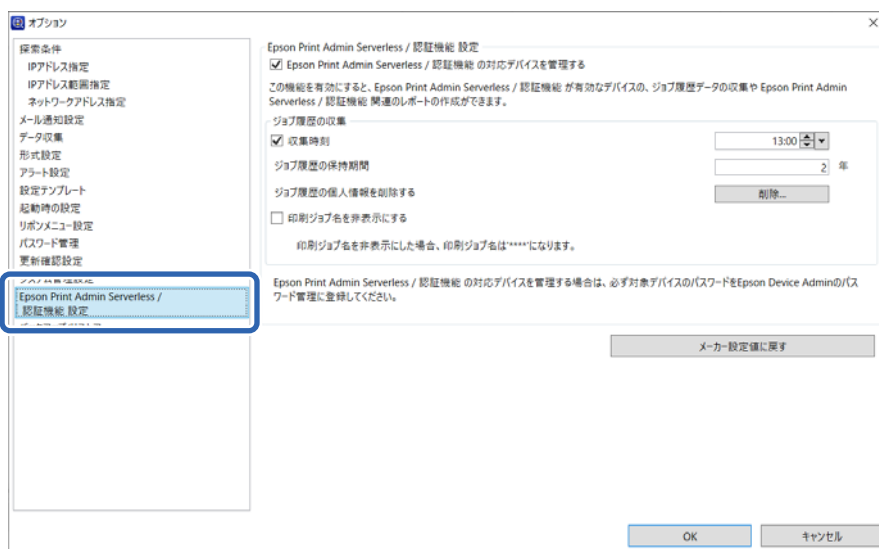 オプション
探索条件
IPアドレス指定
IPアドレス範囲指定
ネットワークアドレス指定
メール通知設定
データ収集
形式設定
アラート設定
設定テンプレート
起動時の設定
リボンメニュー設定
パスワード管理
更新確認設定
システム管理設定
Epson Print Admin Serverless /
認証機能 設定
Epson Print Admin Serverless / 認証機能 設定
Epson Print Admin Serverless / 認証機能 の対応デバイスを管理する
この機能を有効にすると、Epson Print Admin Serverless / 認証機能 が有効なデバイスの、ジョブ履歴データの収集や Epson Print Admin
Serverless / 認証機能 関連のレポートの作成ができます。
ジョブ履歴の収集
収集時刻 13:00
ジョブ履歴の保持期間 2 年
ジョブ履歴の個人情報を削除する 削除...
印刷ジョブ名を非表示にする
印刷ジョブ名を非表示にした場合、印刷ジョブ名は'****'になります。
Epson Print Admin Serverless / 認証機能 の対応デバイスを管理する場合は、必ず対象デバイスのパスワードをEpson Device Adminのパス
ワード管理に登録してください。
メーカー設定値に戻す
OK キャンセル